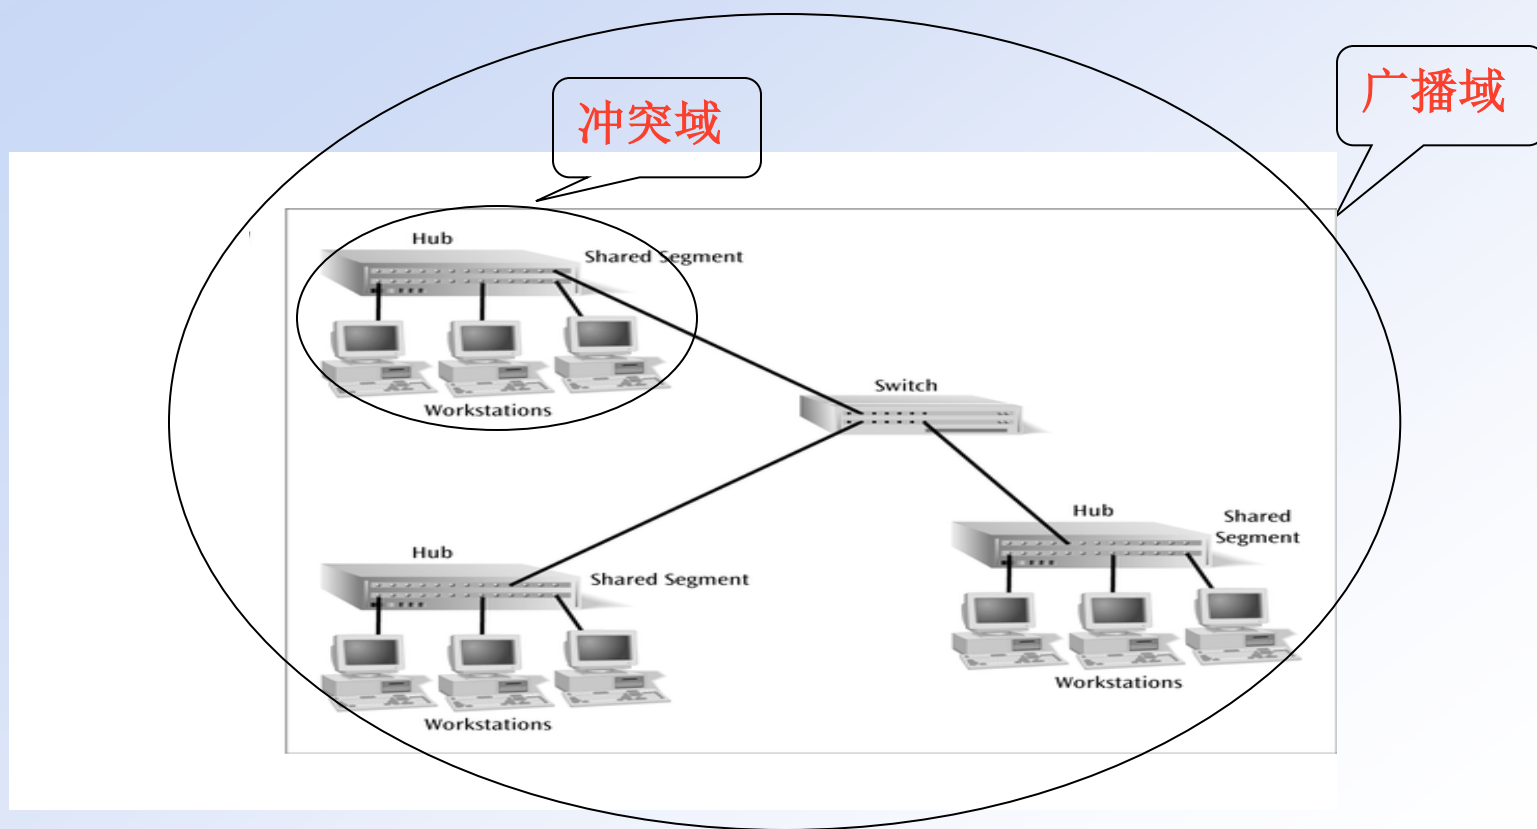 广播域
冲突域
Hub
Shared Segment
Workstations
Switch
Hub
Shared Segment
Workstations
Hub
Shared
Segment
Workstations